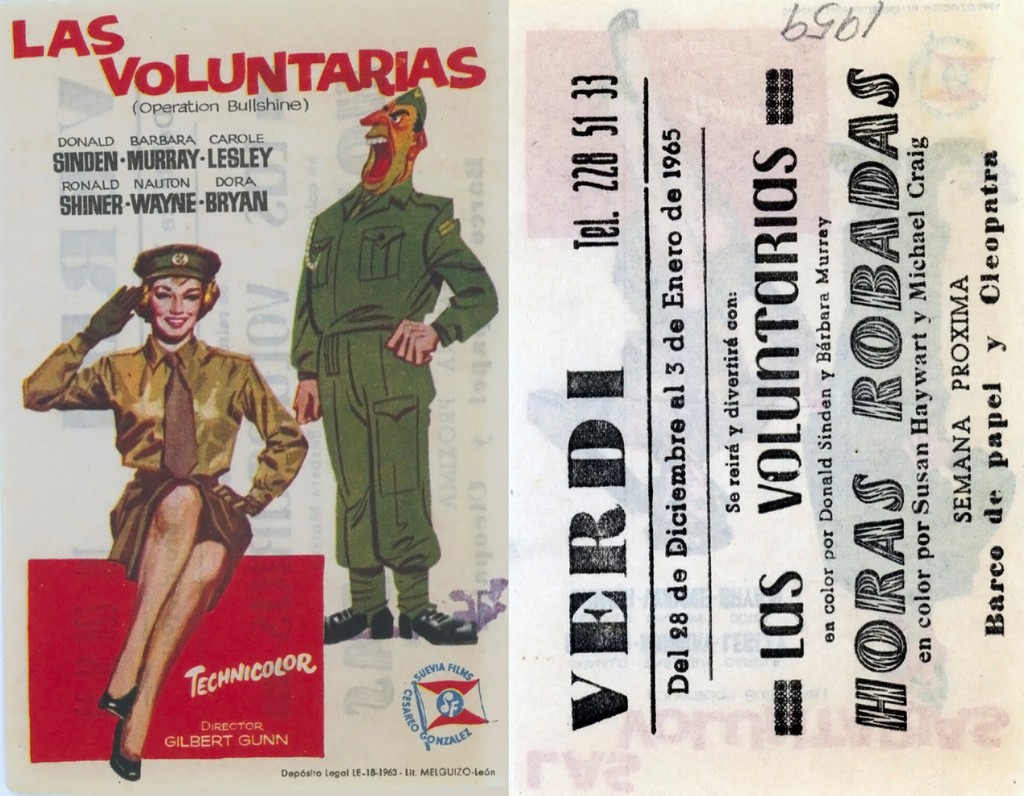 LAS
VOLUNTARIAS
(Operation Bullshine)
DONALD BARBARA CAROLE
SINDEN·MURRAY·LESLEY
RONALD NAUTON DORA
SHINER·WAYNE·BRYAN
TECHNICOLOR
DIRECTOR
GILBERT GUNN
SUEVIA FILMS
CESAREO GONZALEZ
Depósito Legal LE-18-1963 - Lit. MELGUIZO-León
1959
VERDI Tel. 228 51 33
Del 28 de Diciembre al 3 de Enero de 1965
Se reirá y divertirá con:
Las Voluntarias
en color por Donald Sinden y Bárbara Murrey
HORAS ROBADAS
en color por Susan Haywart y Michael Craig
SEMANA PROXIMA
Barco de papel y Cleopatra